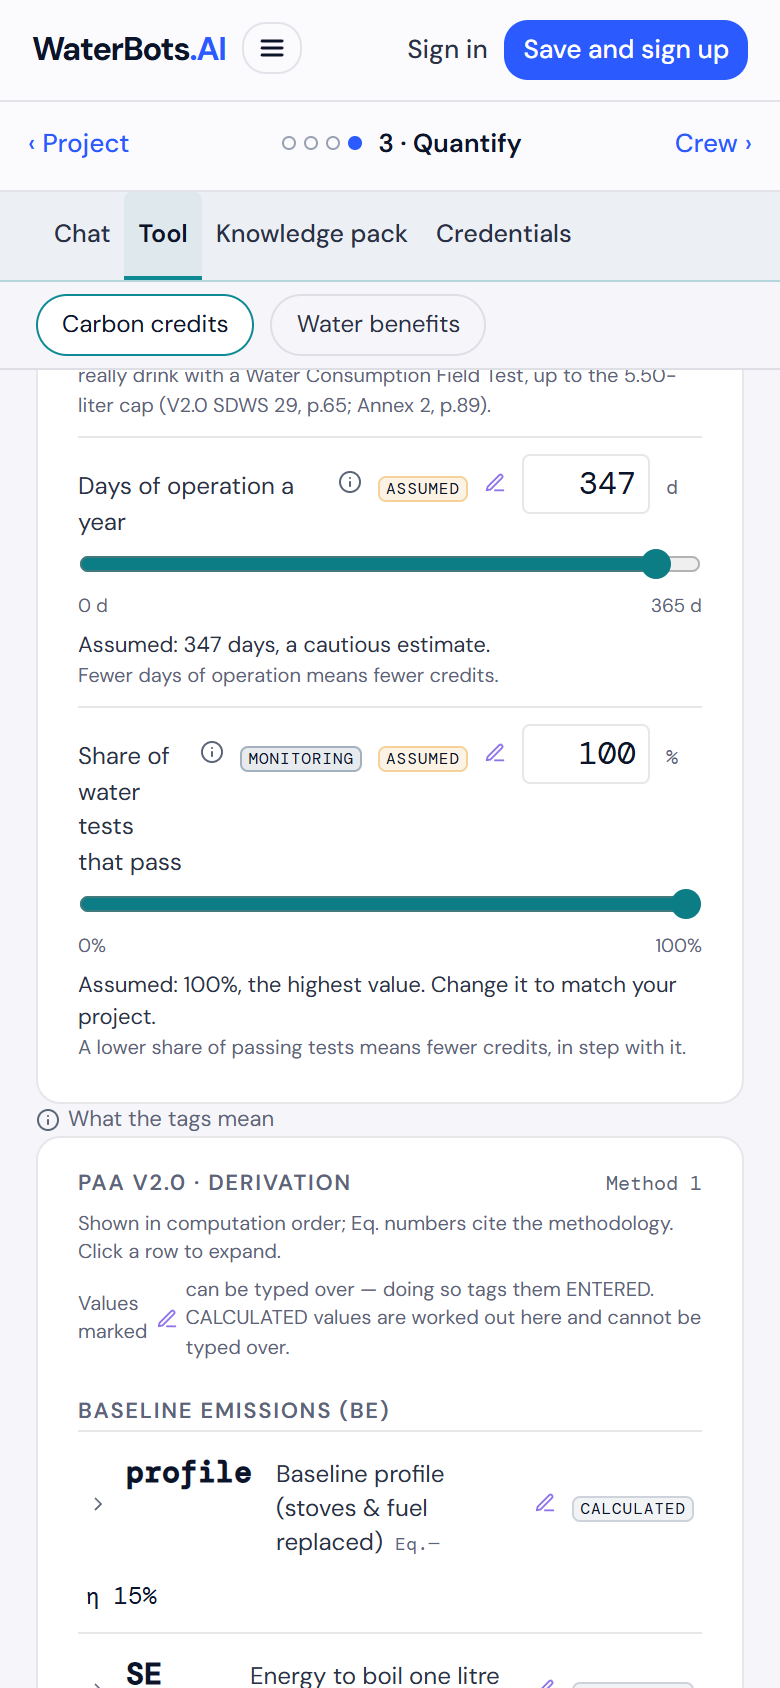 WaterBots.AI
Sign in
Save and sign up
‹ Project
3 · Quantify
Crew ›
Chat
Tool
Knowledge pack
Credentials
Carbon credits
Water benefits
really drink with a Water Consumption Field Test, up to the 5.50-
liter cap (V2.0 SDWS 29, p.65; Annex 2, p.89).
Days of operation a
year
ASSUMED
347
d
0 d
365 d
Assumed: 347 days, a cautious estimate.
Fewer days of operation means fewer credits.
Share of
water
tests
that pass
MONITORING
ASSUMED
100
%
0%
100%
Assumed: 100%, the highest value. Change it to match your
project.
A lower share of passing tests means fewer credits, in step with it.
What the tags mean
PAA V2.0 · DERIVATION
Method 1
Shown in computation order; Eq. numbers cite the methodology.
Click a row to expand.
Values
marked
can be typed over — doing so tags them ENTERED.
CALCULATED values are worked out here and cannot be
typed over.
BASELINE EMISSIONS (BE)
profile
Baseline profile
(stoves & fuel
replaced) Eq.—
CALCULATED
η 15%
SE
Energy to boil one litre